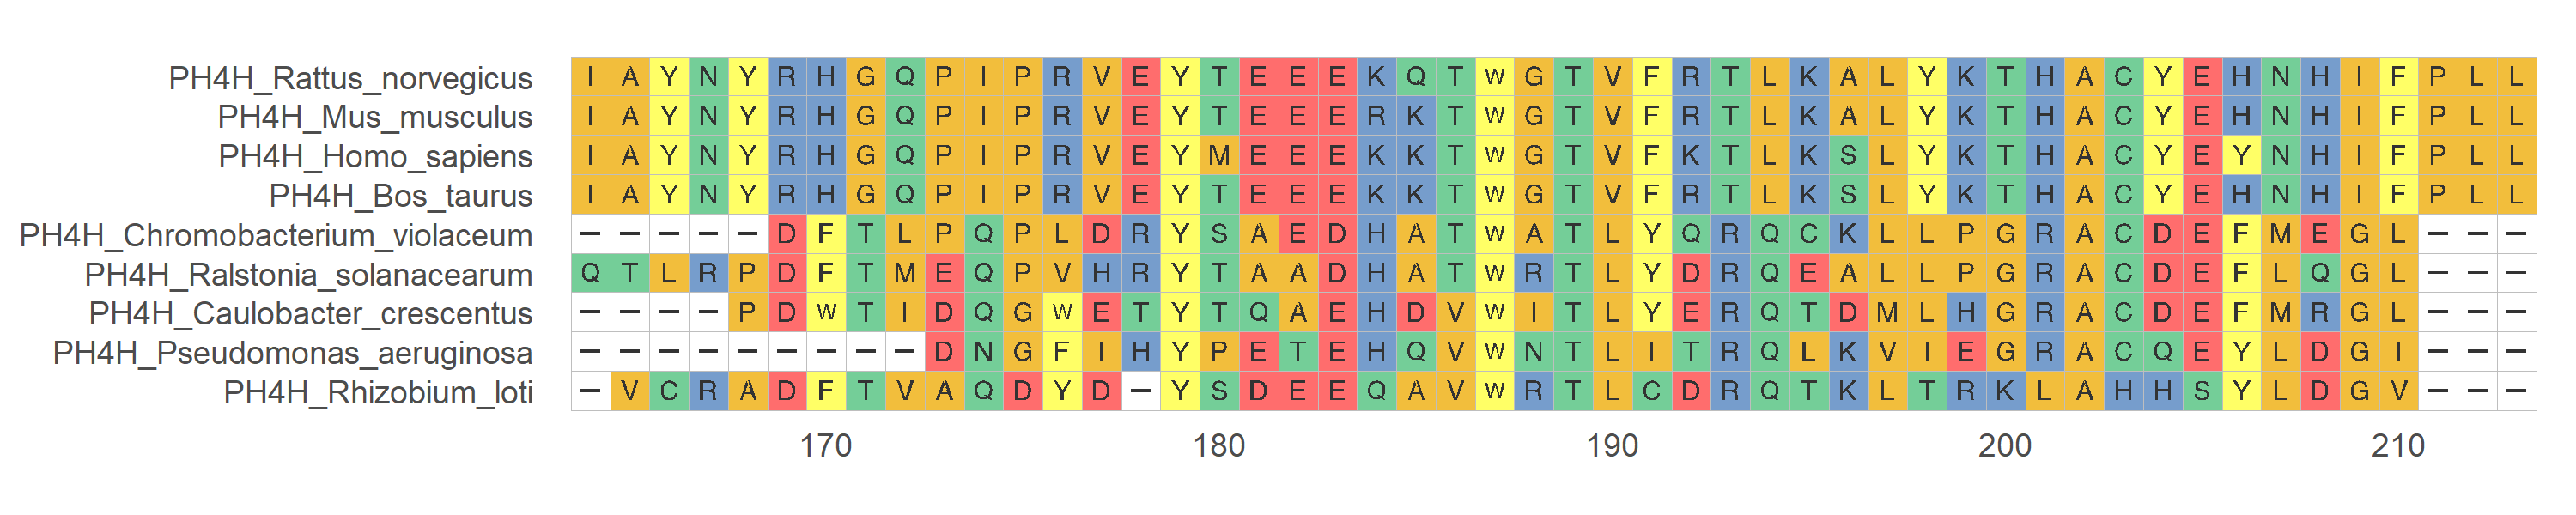 PH4H_Rattus_norvegicus I A Y N Y R H G Q P I P R V E Y T E E E K Q T W G T V F R T L K A L Y K T H A C Y E H N H I F P L L
PH4H_Mus_musculus I A Y N Y R H G Q P I P R V E Y T E E E R K T W G T V F R T L K A L Y K T H A C Y E H N H I F P L L
PH4H_Homo_sapiens I A Y N Y R H G Q P I P R V E Y M E E E K K T W G T V F K T L K S L Y K T H A C Y E Y N H I F P L L
PH4H_Bos_taurus I A Y N Y R H G Q P I P R V E Y T E E E K K T W G T V F R T L K S L Y K T H A C Y E H N H I F P L L
PH4H_Chromobacterium_violaceum – – – – – D F T L P Q P L D R Y S A E D H A T W A T L Y Q R Q C K L L P G R A C D E F M E G L – – –
PH4H_Ralstonia_solanacearum Q T L R P D F T M E Q P V H R Y T A A D H A T W R T L Y D R Q E A L L P G R A C D E F L Q G L – – –
PH4H_Caulobacter_crescentus – – – – P D W T I D Q G W E T Y T Q A E H D V W I T L Y E R Q T D M L H G R A C D E F M R G L – – –
PH4H_Pseudomonas_aeruginosa – – – – – – – – – D N G F I H Y P E T E H Q V W N T L I T R Q L K V I E G R A C Q E Y L D G I – – –
PH4H_Rhizobium_loti – V C R A D F T V A Q D Y D – Y S D E E Q A V W R T L C D R Q T K L T R K L A H H S Y L D G V – – –
170 180 190 200 210